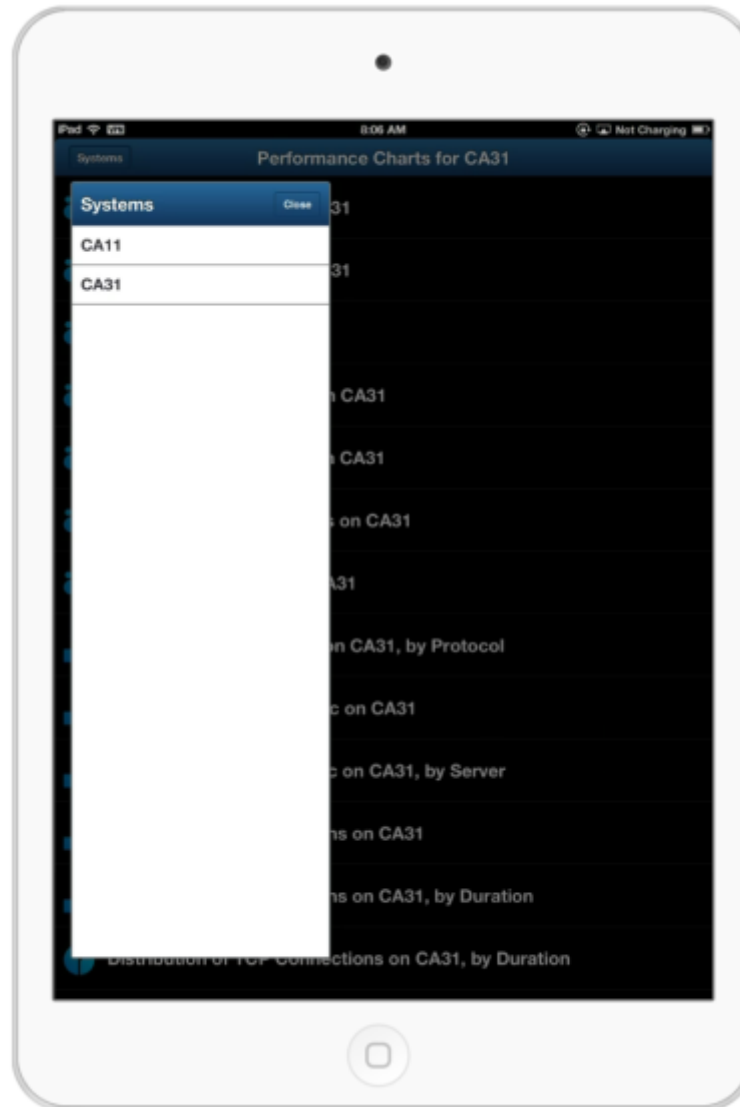 iPad VPN 8:06 AM Not Charging
Systems Performance Charts for CA31
Systems Close
CA11
CA31
31
31
n CA31
n CA31
s on CA31
A31
on CA31, by Protocol
c on CA31
c on CA31, by Server
ns on CA31
ns on CA31, by Duration
Distribution of TCP Connections on CA31, by Duration